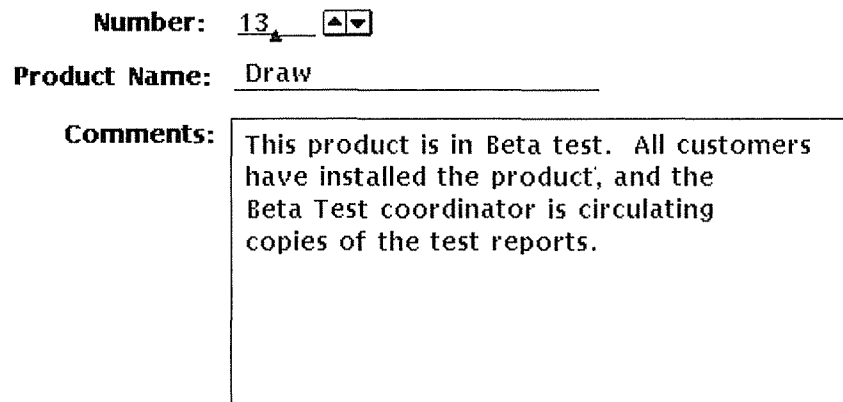 Number: 13
Product Name: Draw
Comments: This product is in Beta test. All customers
have installed the product, and the
Beta Test coordinator is circulating
copies of the test reports.